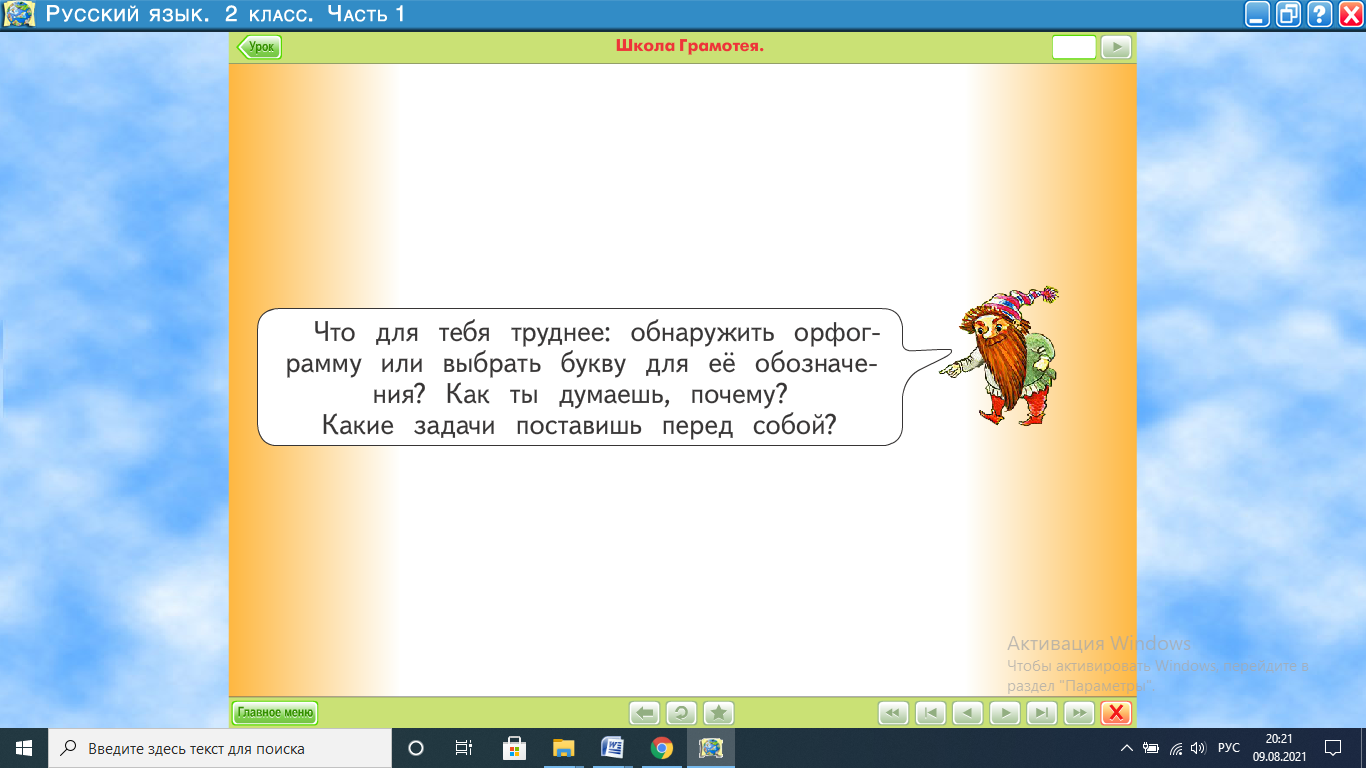 Русский язык. 2 класс. Часть 1
Урок
Школа Грамотея.
Что для тебя труднее: обнаружить орфог-
рамму или выбрать букву для её обозначе-
ния? Как ты думаешь, почему?
Какие задачи поставишь перед собой?
Активация Windows
Чтобы активировать Windows, перейдите в
раздел "Параметры".
Главное меню
Введите здесь текст для поиска
РУС
20:21
09.08.2021